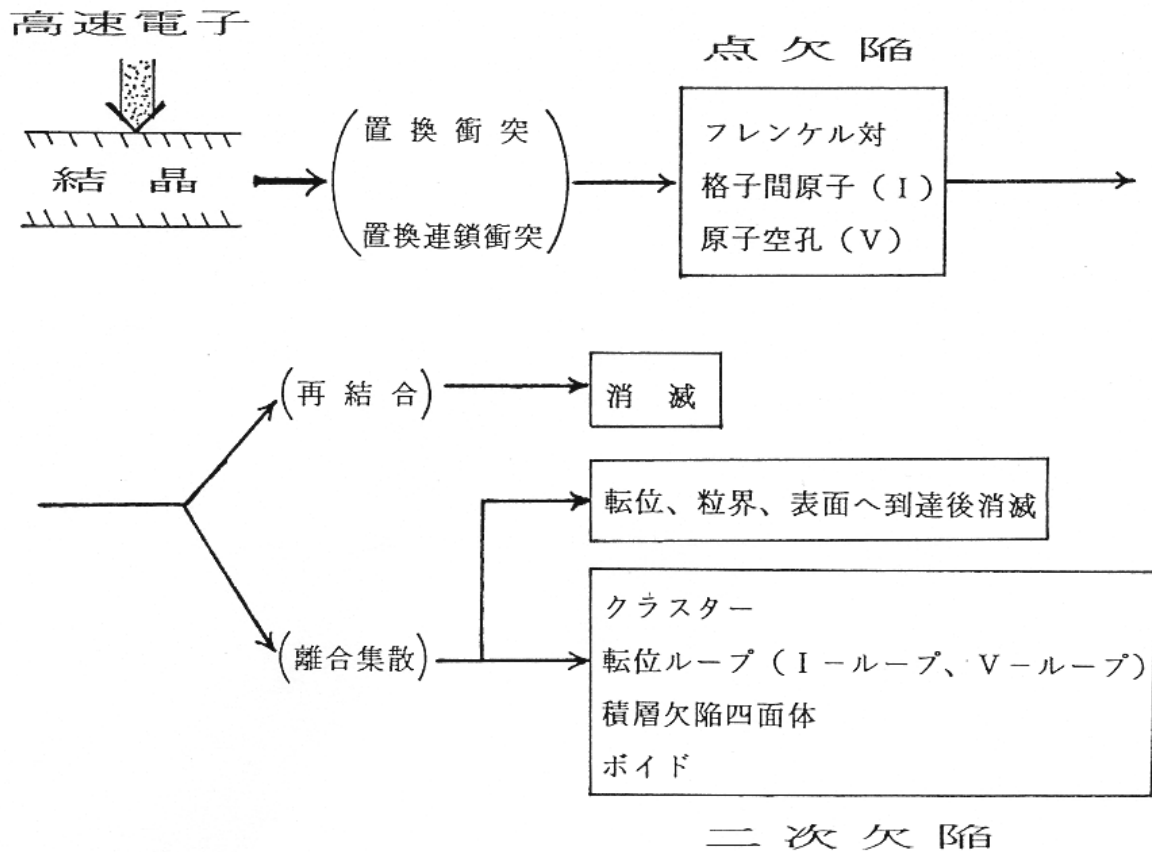 高速電子
結晶
置換衝突
置換連鎖衝突
点欠陥
フレンケル対
格子間原子(I)
原子空孔(V)
(再結合)
消滅
転位、粒界、表面へ到達後消滅
(離合集散)
クラスター
転位ループ(I-ループ、V-ループ)
積層欠陥四面体
ボイド
二次欠陥